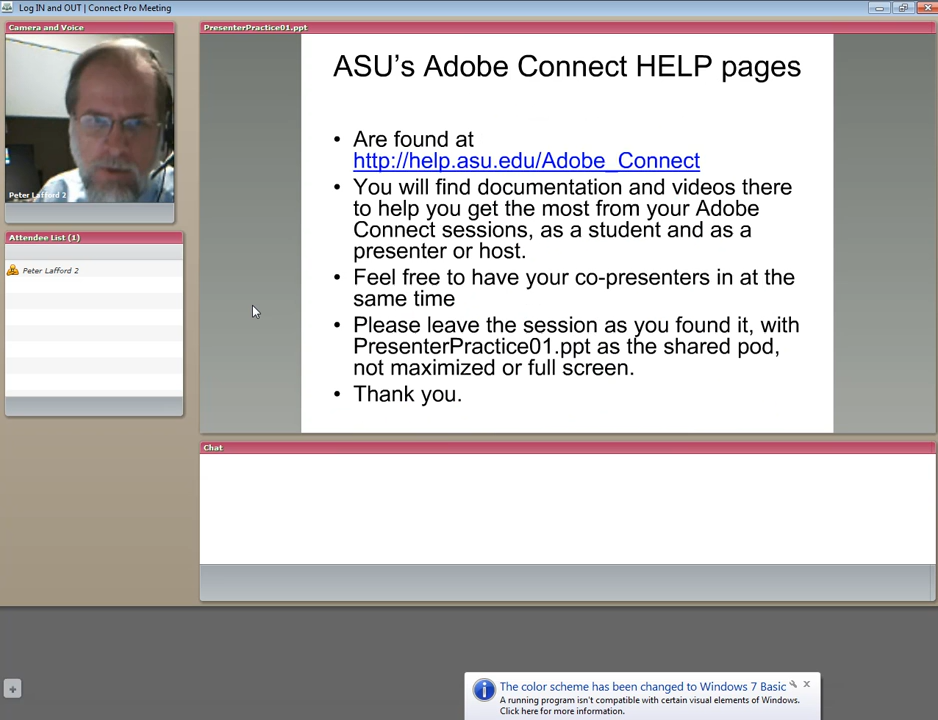 Log IN and OUT | Connect Pro Meeting
Camera and Voice
Peter Lafford 2
Attendee List (1)
Peter Lafford 2
PresenterPractice01.ppt
ASU's Adobe Connect HELP pages
• Are found at
http://help.asu.edu/Adobe_Connect
• You will find documentation and videos there
to help you get the most from your Adobe
Connect sessions, as a student and as a
presenter or host.
• Feel free to have your co-presenters in at the
same time
• Please leave the session as you found it, with
PresenterPractice01.ppt as the shared pod,
not maximized or full screen.
• Thank you.
Chat
The color scheme has been changed to Windows 7 Basic
A running program isn't compatible with certain visual elements of Windows.
Click here for more information.